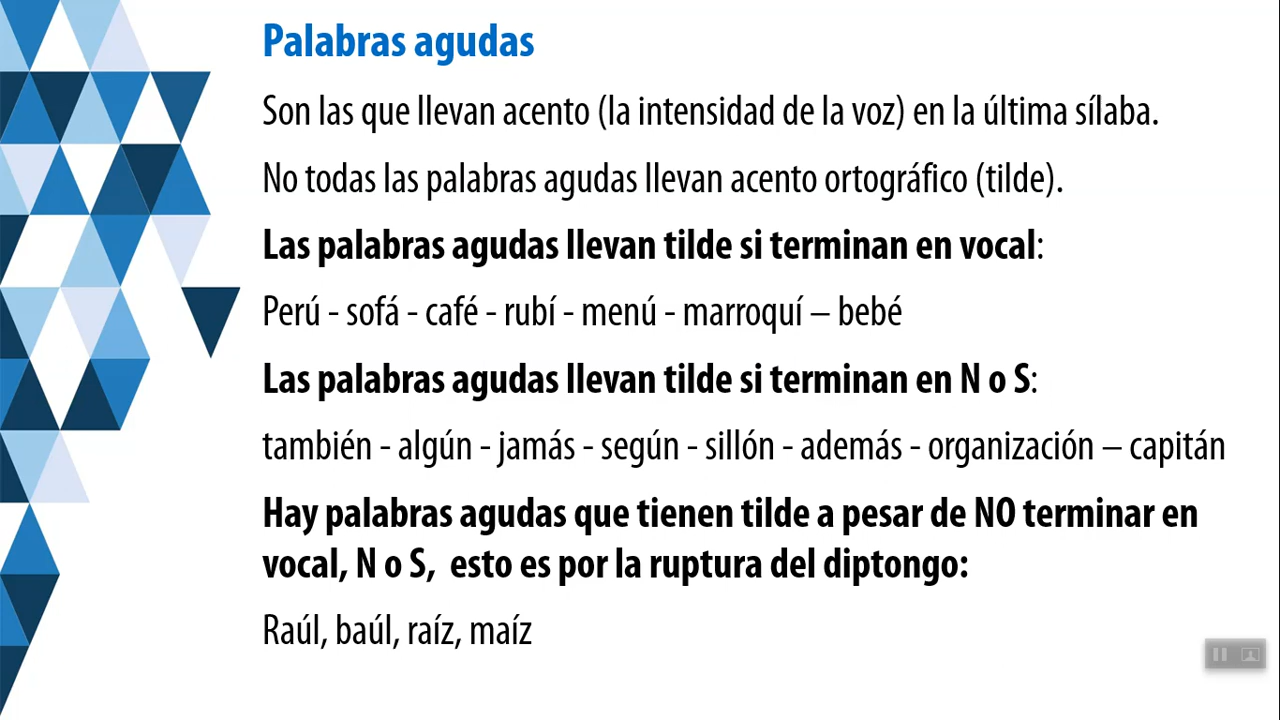 Palabras agudas
Son las que llevan acento (la intensidad de la voz) en la última sílaba.
No todas las palabras agudas llevan acento ortográfico (tilde).
Las palabras agudas llevan tilde si terminan en vocal:
Perú - sofá - café - rubí - menú - marroquí – bebé
Las palabras agudas llevan tilde si terminan en N o S:
también - algún - jamás - según - sillón - además - organización – capitán
Hay palabras agudas que tienen tilde a pesar de NO terminar en
vocal, N o S,  esto es por la ruptura del diptongo:
Raúl, baúl, raíz, maíz